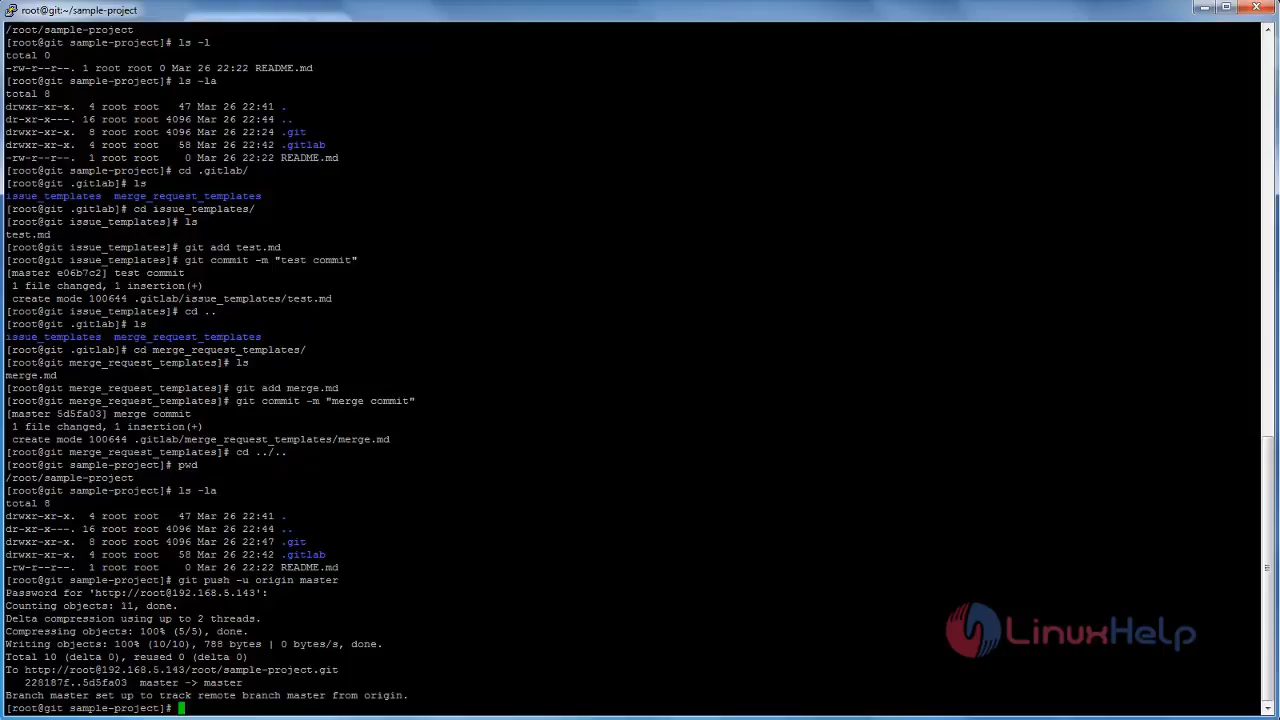 root@git:~/sample-project
/root/sample-project
[root@git sample-project]# ls -l
total 0
-rw-r--r--. 1 root root 0 Mar 26 22:22 README.md
[root@git sample-project]# ls -la
total 8
drwxr-xr-x.  4 root root   47 Mar 26 22:41 .
dr-xr-x---. 16 root root 4096 Mar 26 22:44 ..
drwxr-xr-x.  8 root root 4096 Mar 26 22:24 .git
drwxr-xr-x.  4 root root   58 Mar 26 22:42 .gitlab
-rw-r--r--.  1 root root    0 Mar 26 22:22 README.md
[root@git sample-project]# cd .gitlab/
[root@git .gitlab]# ls
issue_templates  merge_request_templates
[root@git .gitlab]# cd issue_templates/
[root@git issue_templates]# ls
test.md
[root@git issue_templates]# git add test.md
[root@git issue_templates]# git commit -m "test commit"
[master e06b7c2] test commit
 1 file changed, 1 insertion(+)
 create mode 100644 .gitlab/issue_templates/test.md
[root@git issue_templates]# cd ..
[root@git .gitlab]# ls
issue_templates  merge_request_templates
[root@git .gitlab]# cd merge_request_templates/
[root@git merge_request_templates]# ls
merge.md
[root@git merge_request_templates]# git add merge.md
[root@git merge_request_templates]# git commit -m "merge commit"
[master 5d5fa03] merge commit
 1 file changed, 1 insertion(+)
 create mode 100644 .gitlab/merge_request_templates/merge.md
[root@git merge_request_templates]# cd ../..
[root@git sample-project]# pwd
/root/sample-project
[root@git sample-project]# ls -la
total 8
drwxr-xr-x.  4 root root   47 Mar 26 22:41 .
dr-xr-x---. 16 root root 4096 Mar 26 22:44 ..
drwxr-xr-x.  8 root root 4096 Mar 26 22:47 .git
drwxr-xr-x.  4 root root   58 Mar 26 22:42 .gitlab
-rw-r--r--.  1 root root    0 Mar 26 22:22 README.md
[root@git sample-project]# git push -u origin master
Password for 'http://root@192.168.5.143':
Counting objects: 11, done.
Delta compression using up to 2 threads.
Compressing objects: 100% (5/5), done.
Writing objects: 100% (10/10), 788 bytes | 0 bytes/s, done.
Total 10 (delta 0), reused 0 (delta 0)
To http://root@192.168.5.143/root/sample-project.git
   228187f..5d5fa03  master -> master
Branch master set up to track remote branch master from origin.
[root@git sample-project]#
LinuxHelp